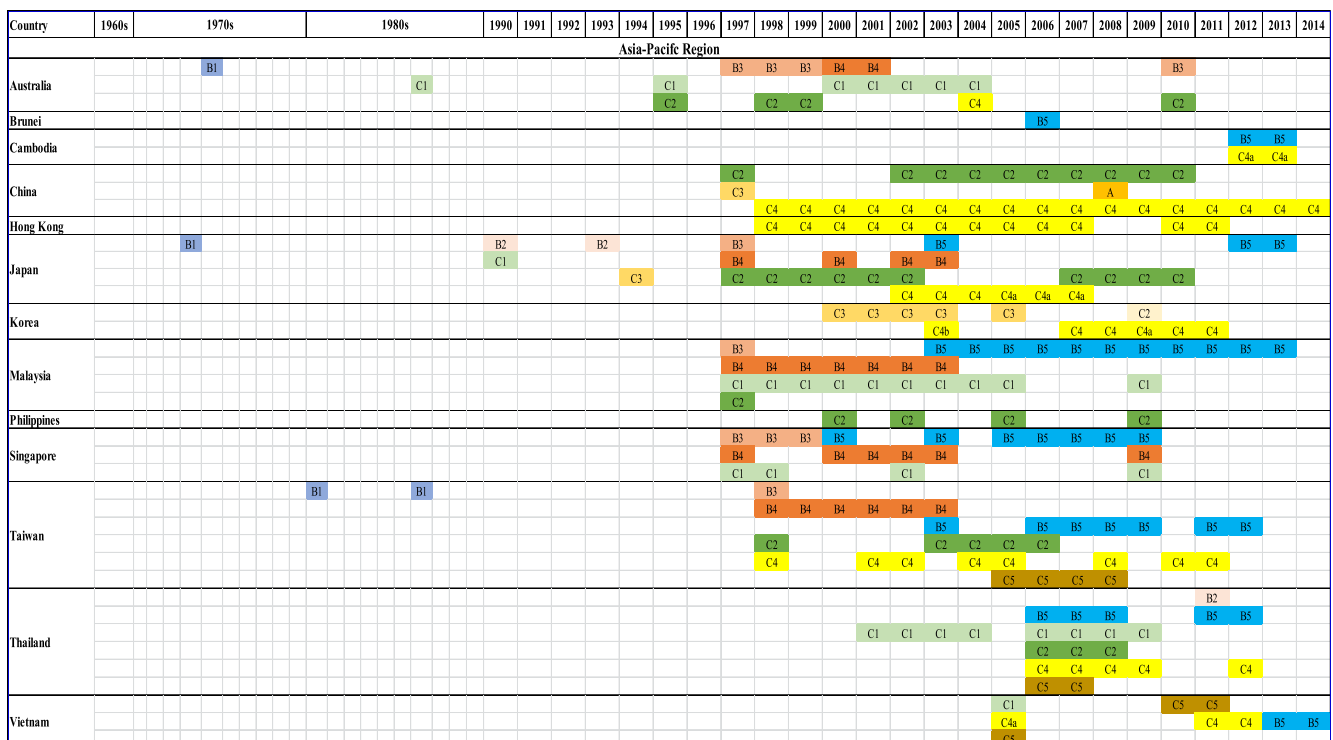 Country 1960s 1970s 1980s 1990 1991 1992 1993 1994 1995 1996 1997 1998 1999 2000 2001 2002 2003 2004 2005 2006 2007 2008 2009 2010 2011 2012 2013 2014
Asia-Pacifc Region
B1 B3 B3 B3 B4 B4 B3
Australia C1 C1 C1 C1 C1 C1 C1
C2 C2 C2 C4 C2
Brunei B5
Cambodia B5 B5
C4a C4a
C2 C2 C2 C2 C2 C2 C2 C2 C2 C2
China C3 A
C4 C4 C4 C4 C4 C4 C4 C4 C4 C4 C4 C4 C4 C4 C4 C4 C4
Hong Kong C4 C4 C4 C4 C4 C4 C4 C4 C4 C4 C4 C4
B1 B2 B2 B3 B5 B5 B5
Japan C1 B4 B4 B4 B4
C3 C2 C2 C2 C2 C2 C2 C2 C2 C2 C2
C4 C4 C4 C4a C4a C4a
Korea C3 C3 C3 C3 C3 C2
C4b C4 C4 C4a C4 C4
B3 B5 B5 B5 B5 B5 B5 B5 B5 B5 B5 B5
Malaysia B4 B4 B4 B4 B4 B4 B4
C1 C1 C1 C1 C1 C1 C1 C1 C1 C1
C2
Philippines C2 C2 C2 C2
B3 B3 B3 B5 B5 B5 B5 B5 B5 B5
Singapore B4 B4 B4 B4 B4 B4
C1 C1 C1 C1
B1 B1 B3
B4 B4 B4 B4 B4 B4
Taiwan B5 B5 B5 B5 B5 B5 B5
C2 C2 C2 C2 C2
C4 C4 C4 C4 C4 C4 C4 C4
C5 C5 C5 C5
B2
B5 B5 B5 B5 B5
Thailand C1 C1 C1 C1 C1 C1 C1 C1
C2 C2 C2
C4 C4 C4 C4 C4
C5 C5
C1 C5 C5
Vietnam C4a C4 C4 B5 B5
C5